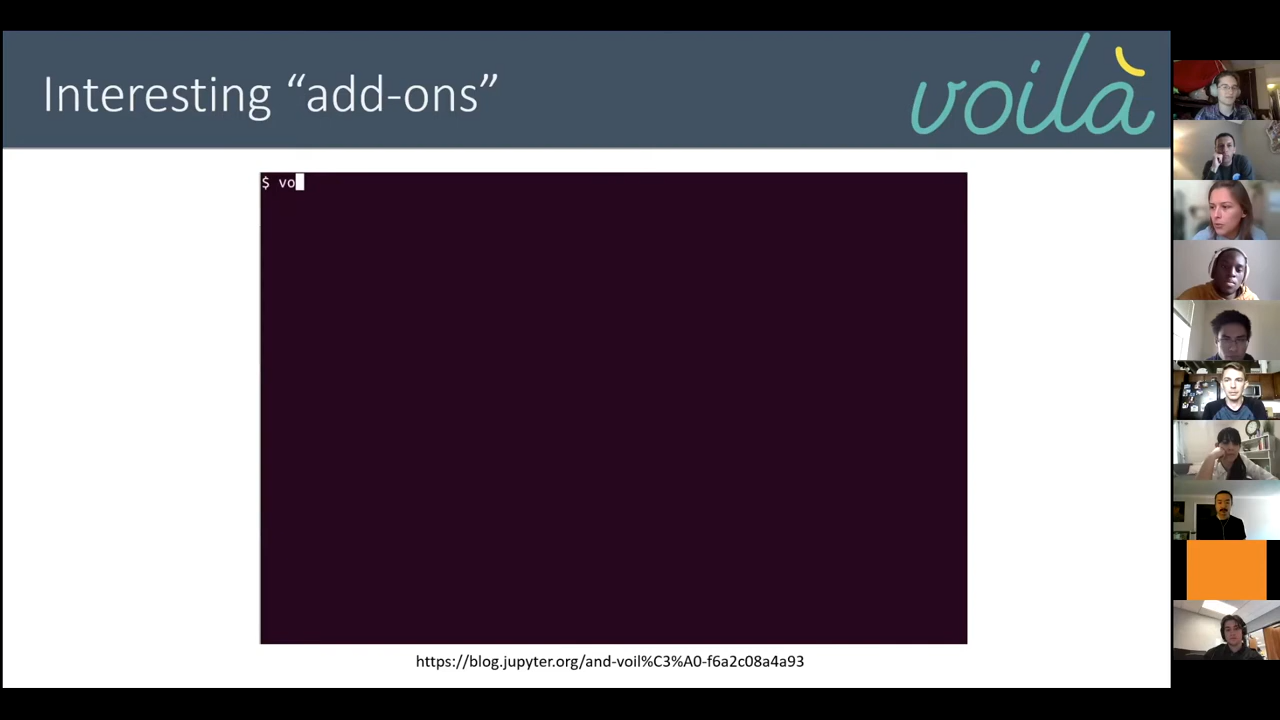 Interesting “add-ons”
voilà
$ vo
https://blog.jupyter.org/and-voil%C3%A0-f6a2c08a4a93